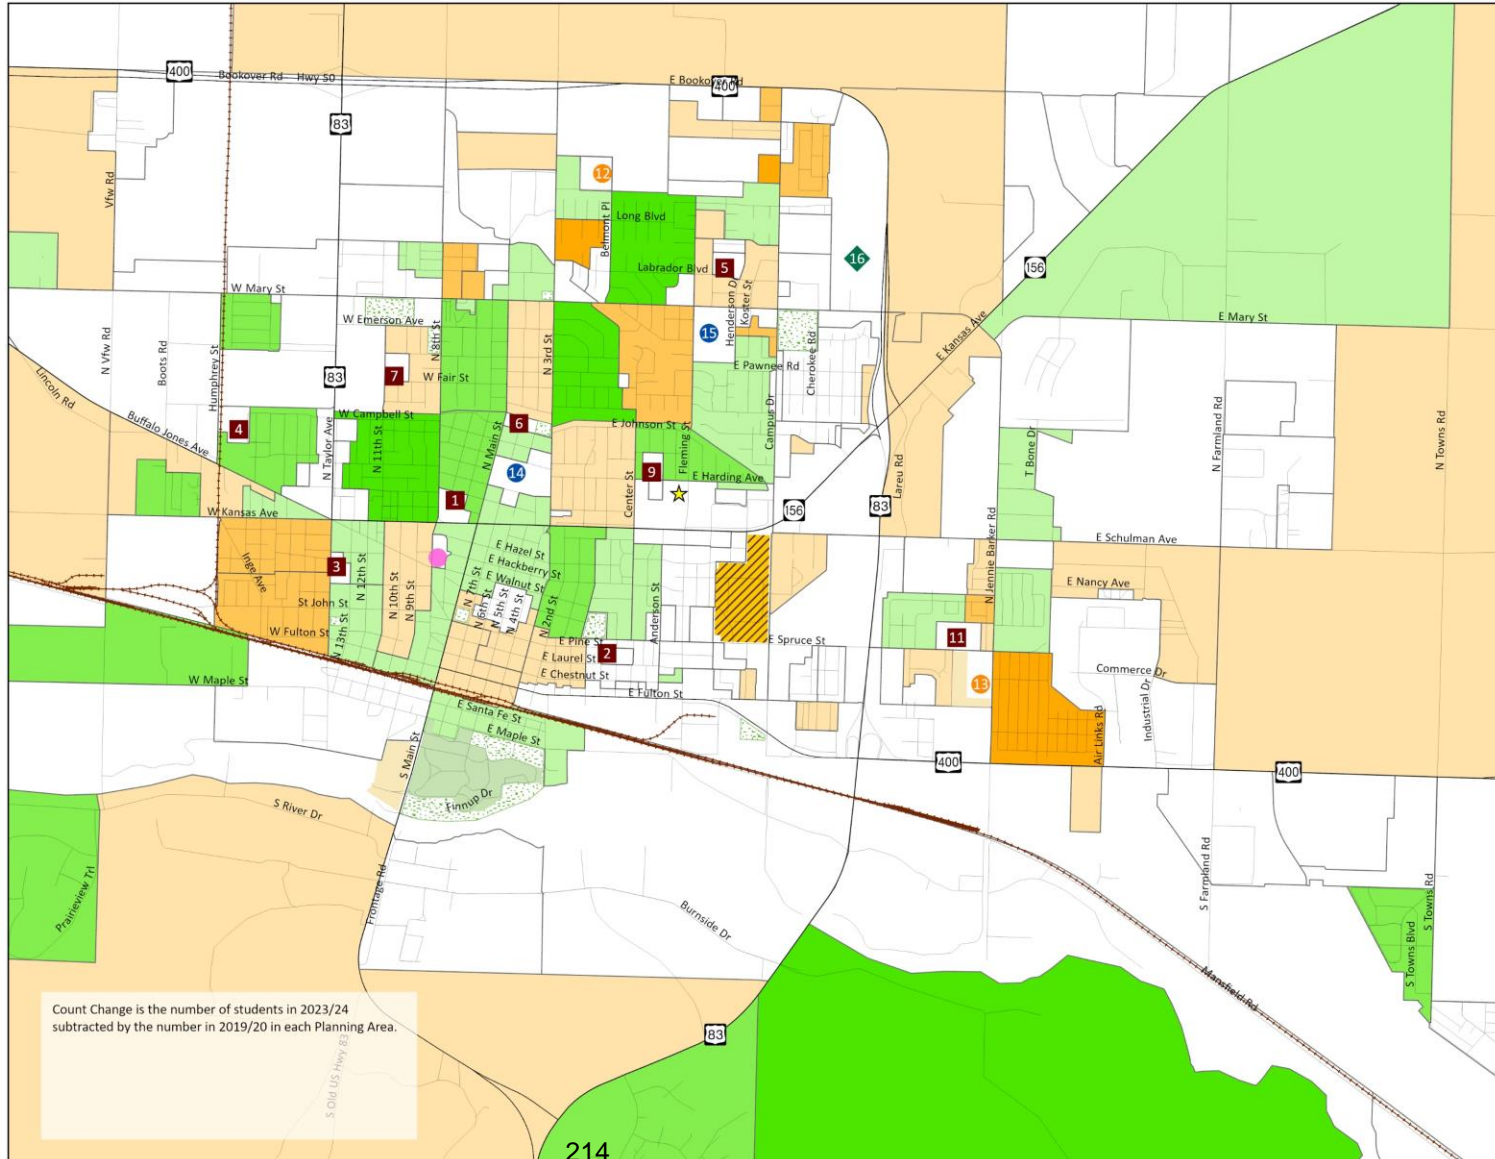 400
Bookover Rd Hwy 50
E Bookover Rd
400
83
12
Vfw Rd
Belmont Pl
Long Blvd
16
Labrador Blvd
5
156
W Mary St
Henderson Dr
Koster St
E Mary St
W Emerson Ave
N 8th St
N 3rd St
15
E Kansas Ave
N Vfw Rd
Boots Rd
Humphrey St
83
7
W Fair St
E Pawnee Rd
Cherokee Rd
Lincoln Rd
Buffalo Jones Ave
4
W Campbell St
6
E Johnson St
Campus Dr
N Taylor Ave
N 11th St
N Main St
Fleming St
T Bone Dr
N Farmland Rd
N Towns Rd
14
9
E Harding Ave
Center St
Lareu Rd
1
W Kansas Ave
156
83
N Jennie Barker Rd
E Schulman Ave
E Hazel St
E Hackberry St
E Walnut St
Inge Ave
3
N 12th St
N 10th St
N 9th St
E Nancy Ave
St John St
N 7th St
N 6th St
N 5th St
N 4th St
N 2nd St
Anderson St
W Fulton St
N 13th St
E Pine St
E Spruce St
2
11
E Laurel St
E Chestnut St
W Maple St
E Fulton St
13
Commerce Dr
E Santa Fe St
E Maple St
Industrial Dr
Air Links Rd
S Main St
400
400
Finnup Dr
S River Dr
S Farmland Rd
Prairieview Trl
Frontage Rd
Burnside Dr
S Towns Blvd
S Towns Rd
Mansfield Rd
Count Change is the number of students in 2023/24
subtracted by the number in 2019/20 in each Planning Area.
83
S Old US Hwy 83
214